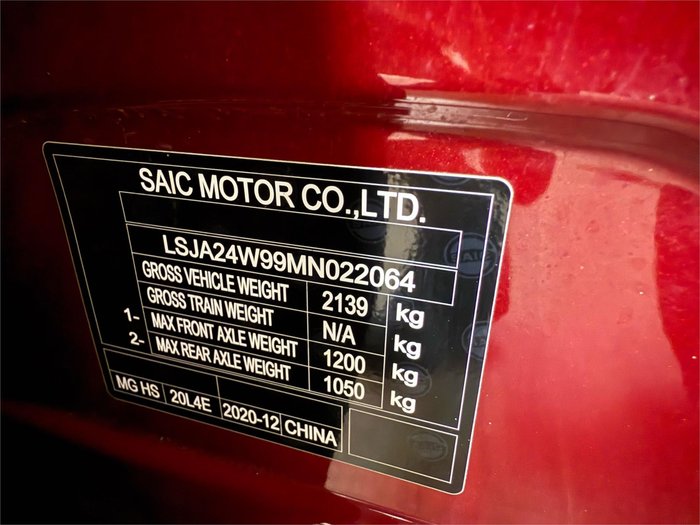 SAIC MOTOR CO.,LTD.
LSJA24W99MN022064
GROSS VEHICLE WEIGHT 2139 kg
GROSS TRAIN WEIGHT N/A kg
1- MAX FRONT AXLE WEIGHT 1200 kg
2- MAX REAR AXLE WEIGHT 1050 kg
MG HS 20L4E 2020-12 CHINA